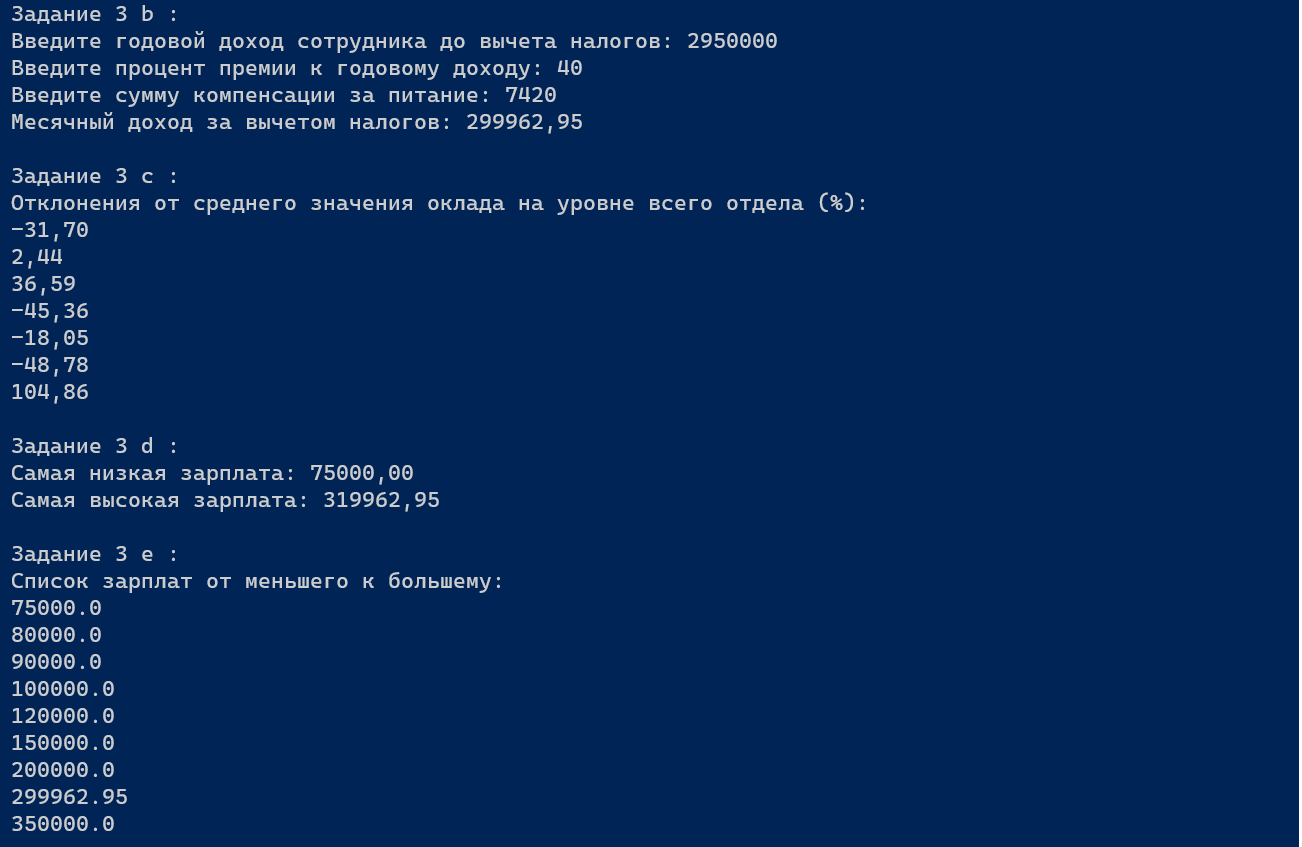 Задание 3 b :
Введите годовой доход сотрудника до вычета налогов: 2950000
Введите процент премии к годовому доходу: 40
Введите сумму компенсации за питание: 7420
Месячный доход за вычетом налогов: 299962,95
Задание 3 c :
Отклонения от среднего значения оклада на уровне всего отдела (%):
-31,70
2,44
36,59
-45,36
-18,05
-48,78
104,86
Задание 3 d :
Самая низкая зарплата: 75000,00
Самая высокая зарплата: 319962,95
Задание 3 e :
Список зарплат от меньшего к большему:
75000.0
80000.0
90000.0
100000.0
120000.0
150000.0
200000.0
299962.95
350000.0